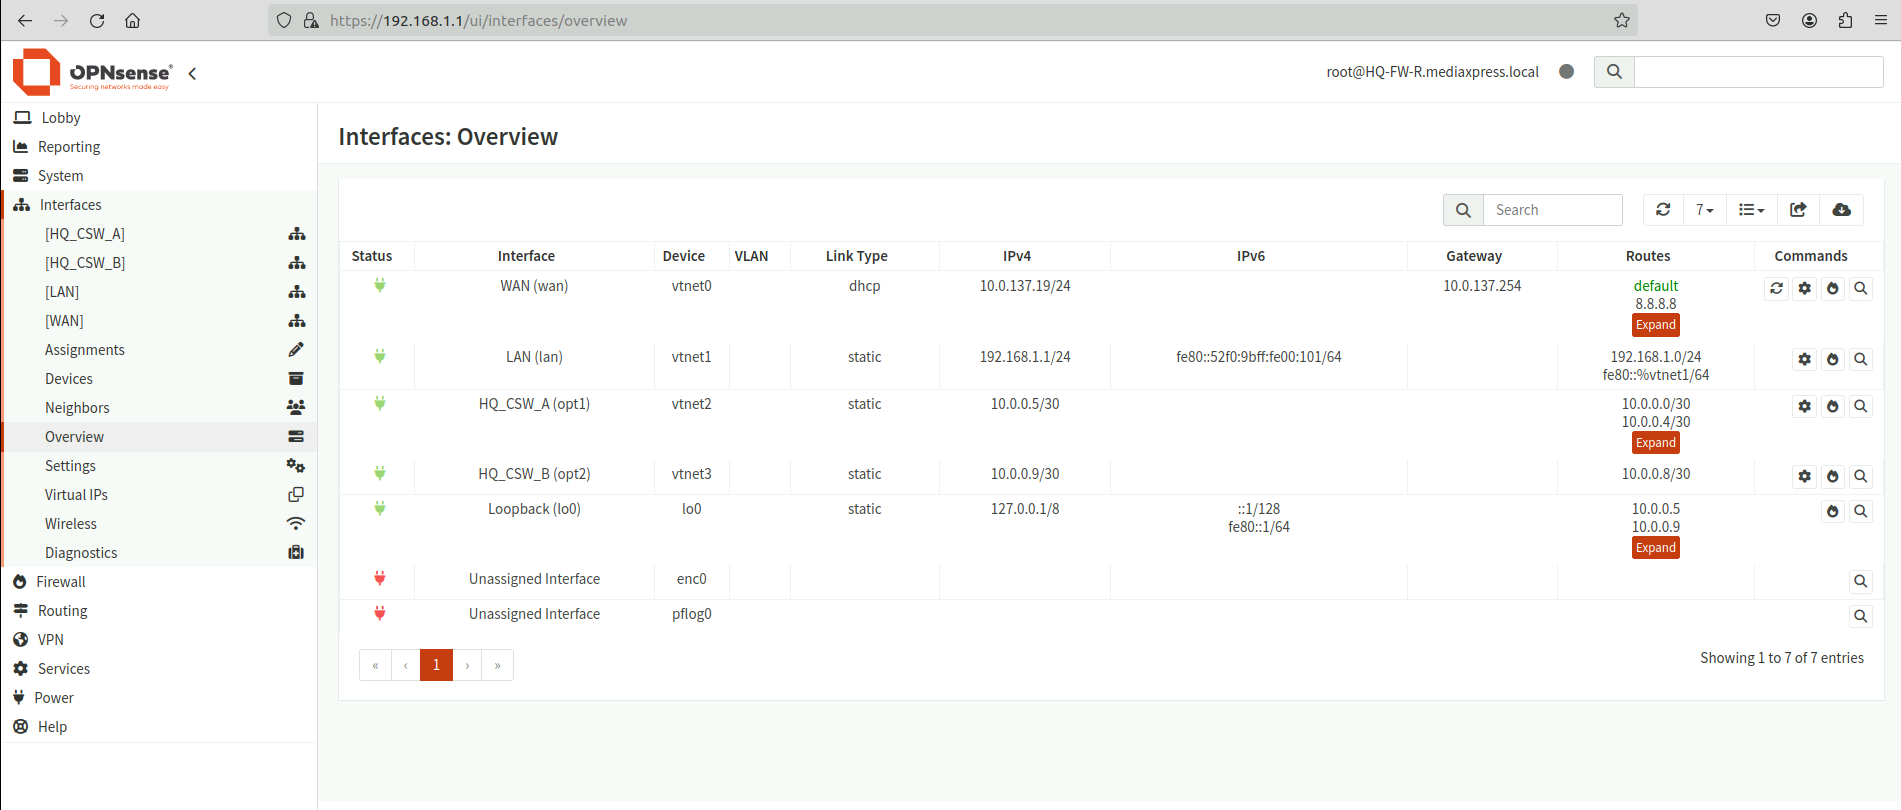 https://192.168.1.1/ui/interfaces/overview
OPNsense®
Securing networks made easy
root@HQ-FW-R.mediaxpress.local
Lobby
Reporting
System
Interfaces
[HQ_CSW_A]
[HQ_CSW_B]
[LAN]
[WAN]
Assignments
Devices
Neighbors
Overview
Settings
Virtual IPs
Wireless
Diagnostics
Firewall
Routing
VPN
Services
Power
Help
Interfaces: Overview
Search
7
Status Interface Device VLAN Link Type IPv4 IPv6 Gateway Routes Commands
WAN (wan) vtnet0 dhcp 10.0.137.19/24 10.0.137.254 default
8.8.8.8
Expand
LAN (lan) vtnet1 static 192.168.1.1/24 fe80::52f0:9bff:fe00:101/64 192.168.1.0/24
fe80::%vtnet1/64
HQ_CSW_A (opt1) vtnet2 static 10.0.0.5/30 10.0.0.0/30
10.0.0.4/30
Expand
HQ_CSW_B (opt2) vtnet3 static 10.0.0.9/30 10.0.0.8/30
Loopback (lo0) lo0 static 127.0.0.1/8 ::1/128 10.0.0.5
fe80::1/64 10.0.0.9
Expand
Unassigned Interface enc0
Unassigned Interface pflog0
« ‹ 1 › »
Showing 1 to 7 of 7 entries